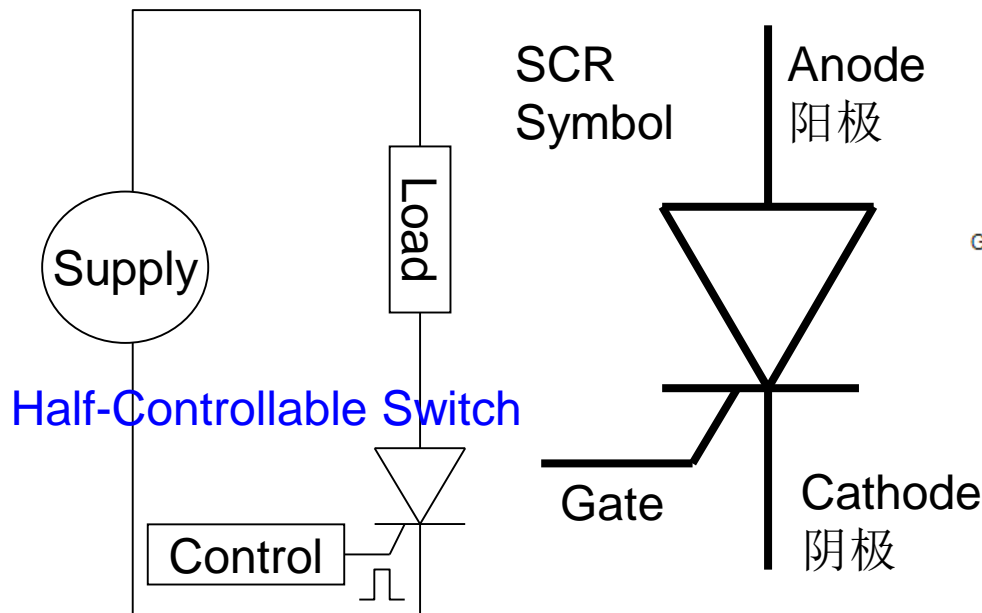 SCR
Symbol
Anode
阳极
Load
Supply
G
Half-Controllable Switch
Gate
Control
Cathode
阴极